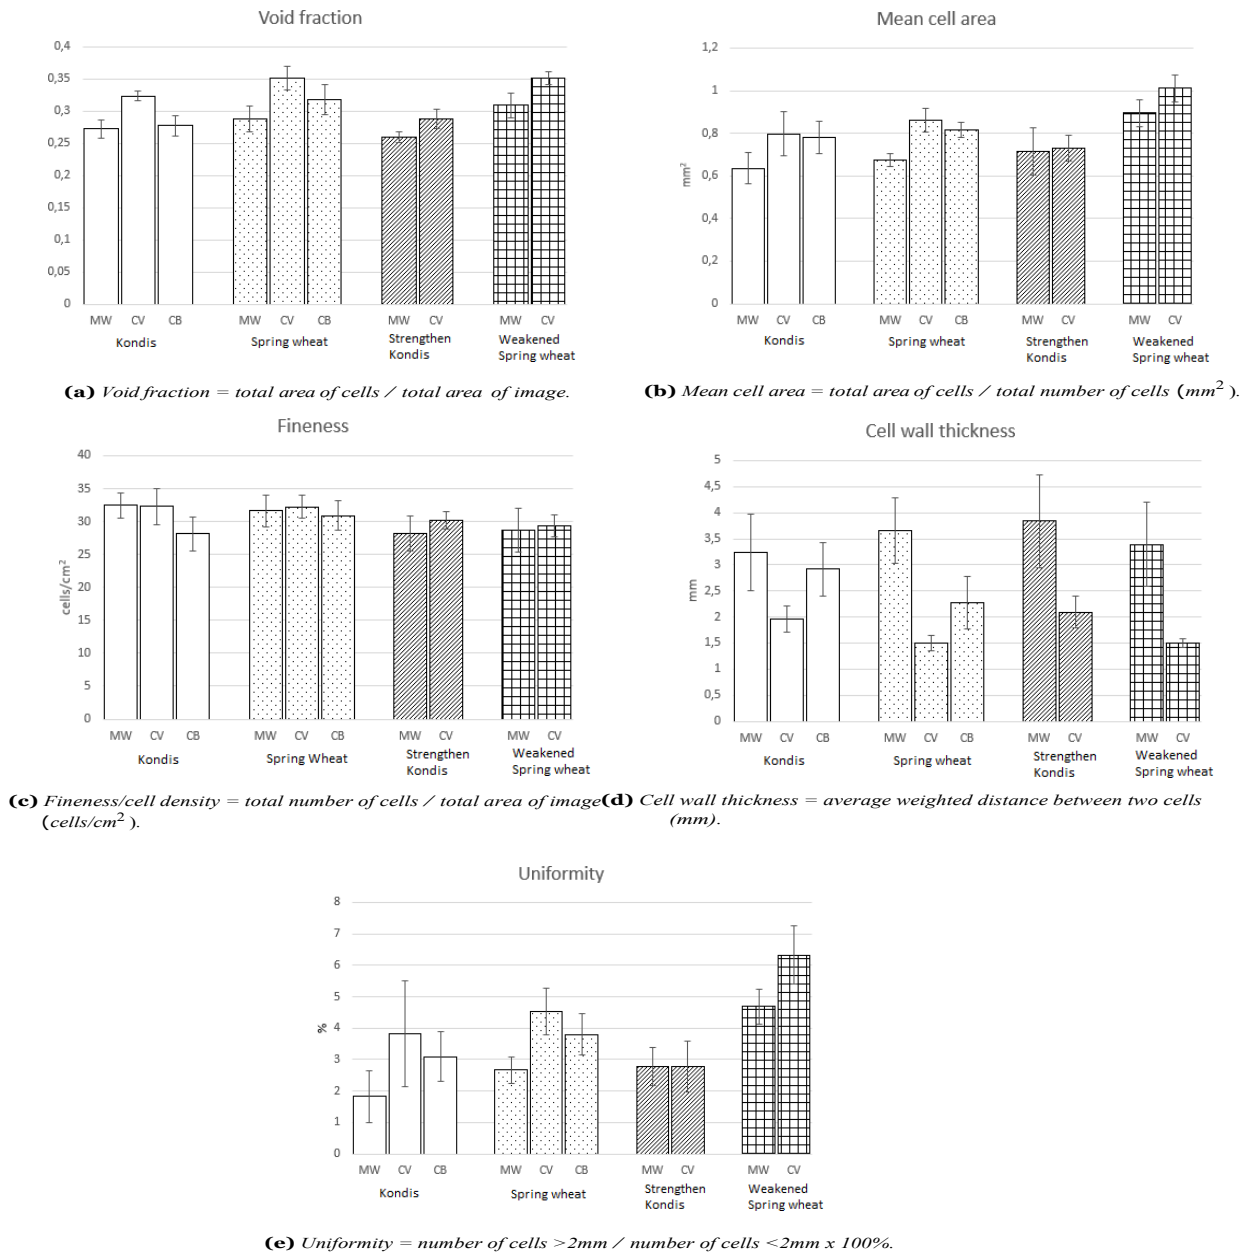 Void fraction
0,4
0,35
0,3
0,25
0,2
0,15
0,1
0,05
0
MW CV CB MW CV CB MW CV MW CV
Kondis Spring wheat Strengthen Kondis Weakened Spring wheat
(a) Void fraction = total area of cells / total area of image.
Mean cell area
1,2
1
0,8
0,6
0,4
0,2
0
mm²
MW CV CB MW CV CB MW CV MW CV
Kondis Spring wheat Strengthen Kondis Weakened Spring wheat
(b) Mean cell area = total area of cells / total number of cells (mm² ).
Fineness
40
35
30
25
20
15
10
5
0
cells/cm²
MW CV CB MW CV CB MW CV MW CV
Kondis Spring Wheat Strengthen Kondis Weakened Spring wheat
(c) Fineness/cell density = total number of cells / total area of image
(cells/cm² ).
Cell wall thickness
5
4,5
4
3,5
3
2,5
2
1,5
1
0,5
0
mm
MW CV CB MW CV CB MW CV MW CV
Kondis Spring wheat Strengthen Kondis Weakened Spring wheat
(d) Cell wall thickness = average weighted distance between two cells
(mm).
Uniformity
8
7
6
5
4
3
2
1
0
%
MW CV CB MW CV CB MW CV MW CV
Kondis Spring wheat Strengthen Kondis Weakened Spring wheat
(e) Uniformity = number of cells >2mm / number of cells <2mm x 100%.